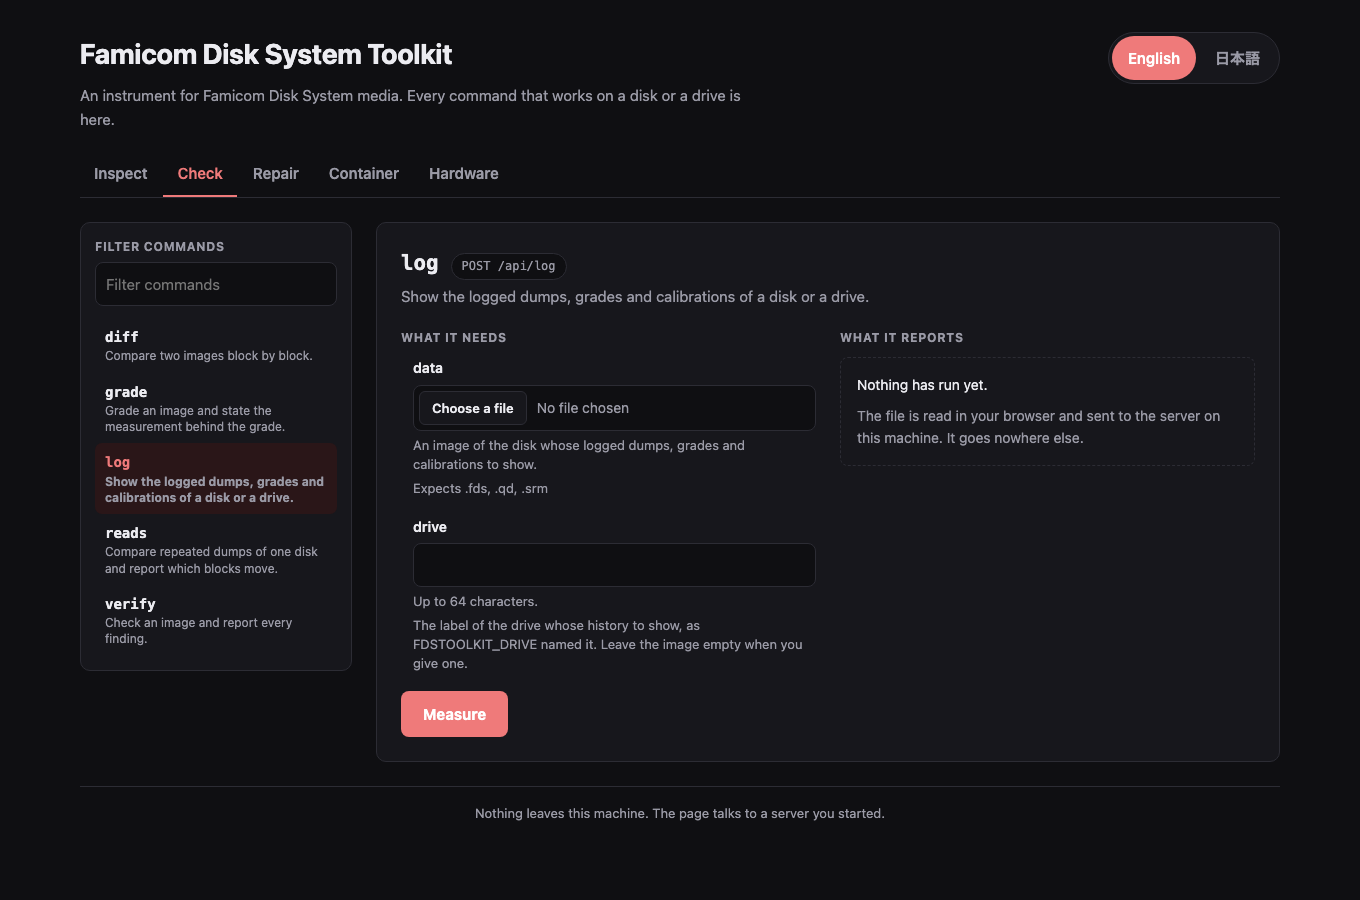 Famicom Disk System Toolkit
English
日本語
An instrument for Famicom Disk System media. Every command that works on a disk or a drive is
here.
Inspect
Check
Repair
Container
Hardware
FILTER COMMANDS
Filter commands
diff
Compare two images block by block.
grade
Grade an image and state the
measurement behind the grade.
log
Show the logged dumps, grades and
calibrations of a disk or a drive.
reads
Compare repeated dumps of one disk
and report which blocks move.
verify
Check an image and report every
finding.
log
POST /api/log
Show the logged dumps, grades and calibrations of a disk or a drive.
WHAT IT NEEDS
data
Choose a file
No file chosen
An image of the disk whose logged dumps, grades and
calibrations to show.
Expects .fds, .qd, .srm
drive
Up to 64 characters.
The label of the drive whose history to show, as
FDSTOOLKIT_DRIVE named it. Leave the image empty when you
give one.
Measure
WHAT IT REPORTS
Nothing has run yet.
The file is read in your browser and sent to the server on
this machine. It goes nowhere else.
Nothing leaves this machine. The page talks to a server you started.